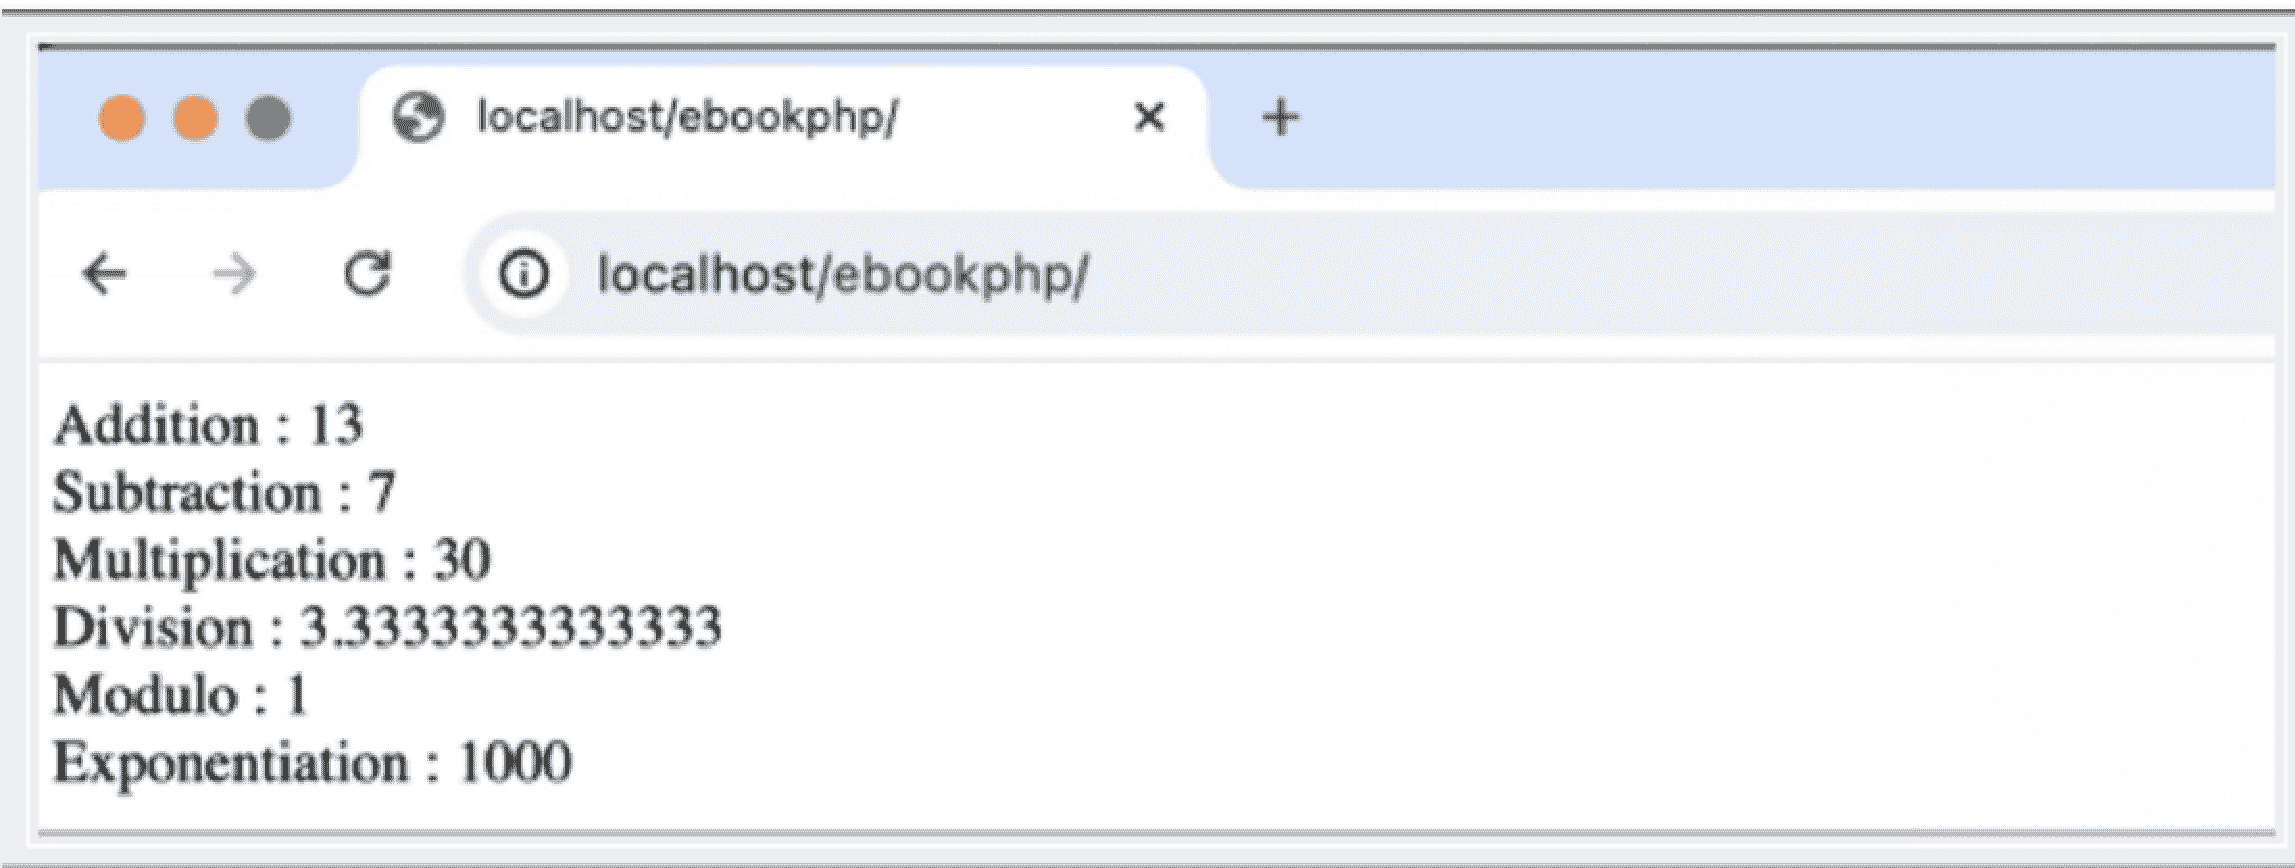 localhost/ebookphp/
localhost/ebookphp/
Addition : 13
Subtraction : 7
Multiplication : 30
Division : 3.3333333333333
Modulo : 1
Exponentiation : 1000